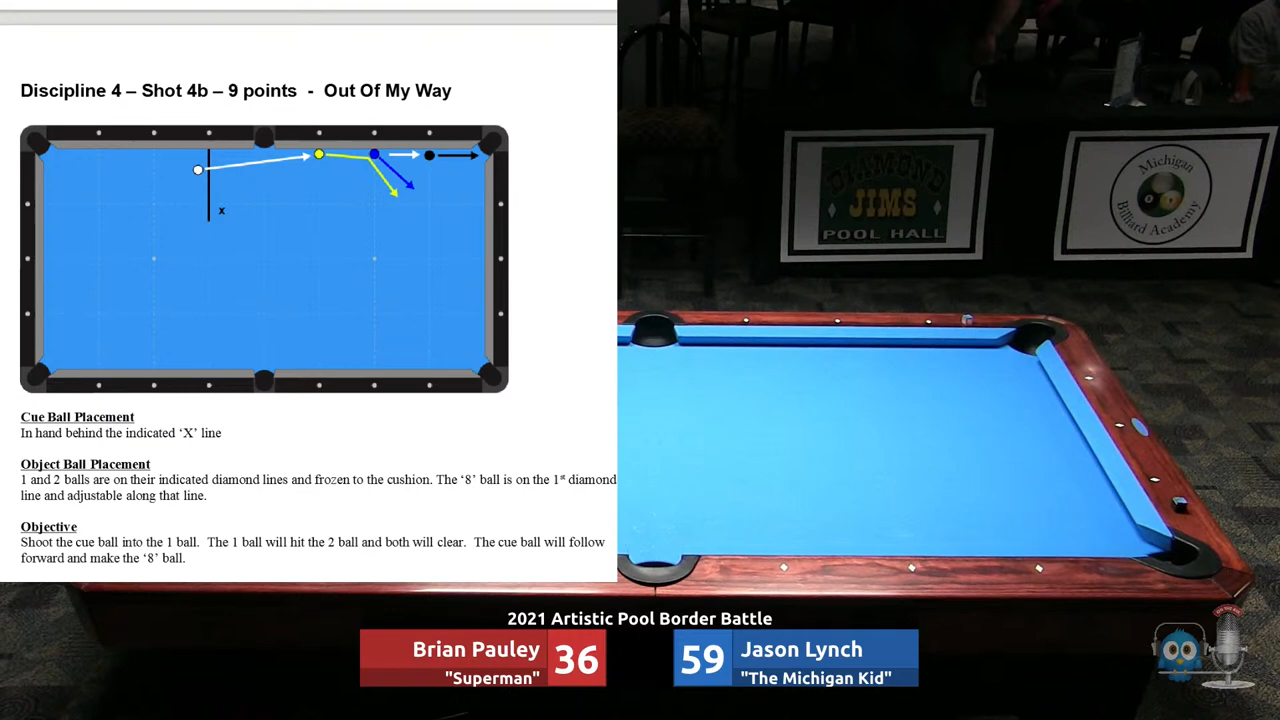 Discipline 4 – Shot 4b – 9 points - Out Of My Way
x
Cue Ball Placement
In hand behind the indicated ‘X’ line
Object Ball Placement
1 and 2 balls are on their indicated diamond lines and frozen to the cushion. The ‘8’ ball is on the 1st diamond
line and adjustable along that line.
Objective
Shoot the cue ball into the 1 ball. The 1 ball will hit the 2 ball and both will clear. The cue ball will follow
forward and make the ‘8’ ball.
DIAMOND
JIMS
POOL HALL
Michigan
Billiard Academy
2021 Artistic Pool Border Battle
Brian Pauley
"Superman"
36
59
Jason Lynch
"The Michigan Kid"